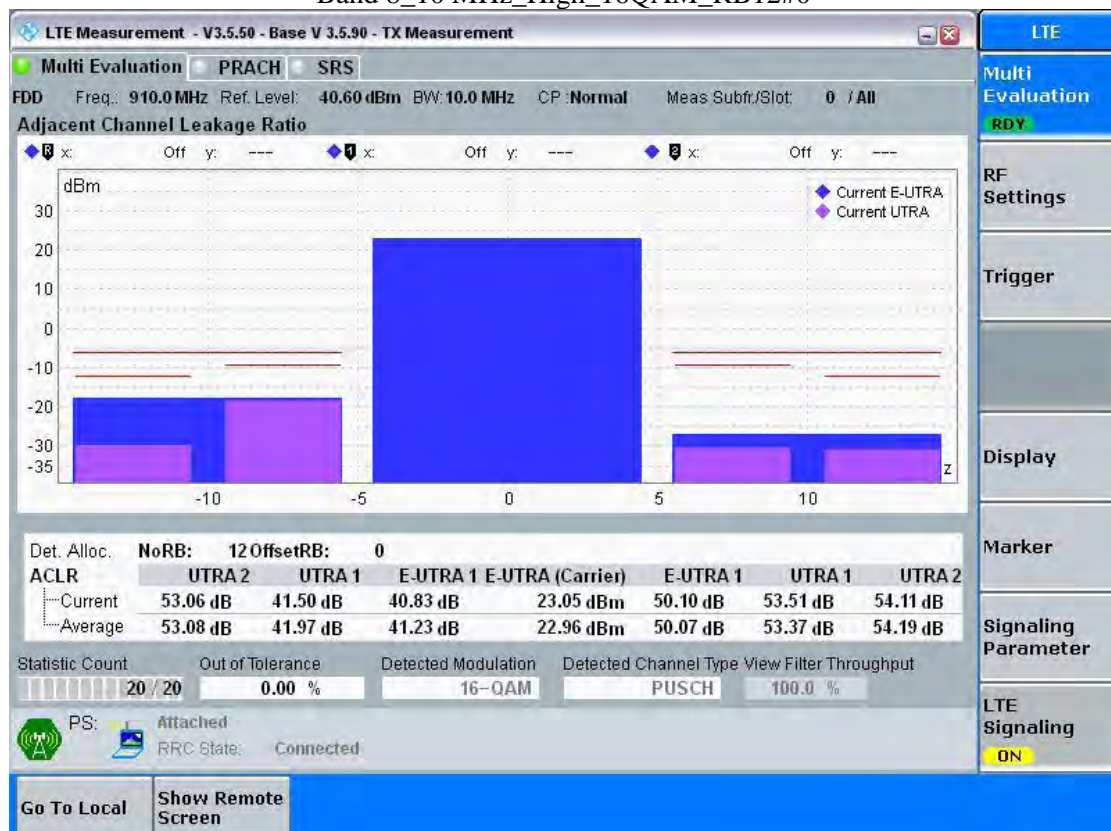 Band 8_10 MHz_High_16QAM_RB12#0
LTE Measurement - V3.5.50 - Base V 3.5.90 - TX Measurement
LTE
Multi Evaluation PRACH SRS
Multi Evaluation
RDY
FDD Freq.: 910.0 MHz Ref. Level: 40.60 dBm BW: 10.0 MHz CP :Normal Meas Subfr./Slot: 0 / All
Adjacent Channel Leakage Ratio
R x: Off y: --- 1 x: Off y: --- 2 x: Off y: ---
dBm
Current E-UTRA
Current UTRA
30
20
10
0
-10
-20
-30
-35
z
-10 -5 0 5 10
RF Settings
Trigger
Display
Marker
Det. Alloc. NoRB: 12 OffsetRB: 0
ACLR UTRA 2 UTRA 1 E-UTRA 1 E-UTRA (Carrier) E-UTRA 1 UTRA 1 UTRA 2
Current 53.06 dB 41.50 dB 40.83 dB 23.05 dBm 50.10 dB 53.51 dB 54.11 dB
Average 53.08 dB 41.97 dB 41.23 dB 22.96 dBm 50.07 dB 53.37 dB 54.19 dB
Signaling Parameter
Statistic Count Out of Tolerance Detected Modulation Detected Channel Type View Filter Throughput
20 / 20 0.00 % 16-QAM PUSCH 100.0 %
LTE Signaling
ON
PS: Attached
RRC State: Connected
Go To Local
Show Remote Screen